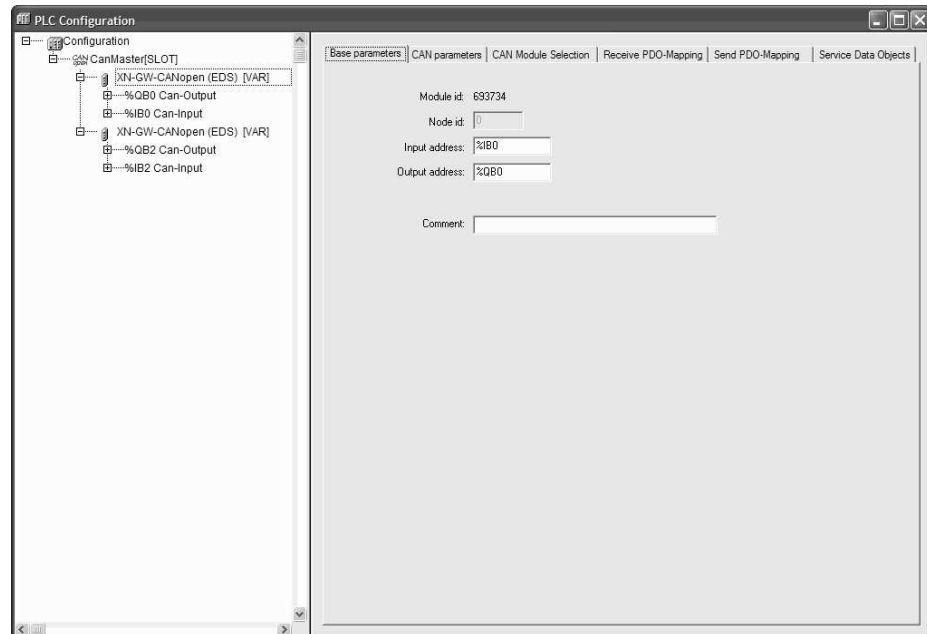 PLC Configuration
Configuration
CAN open CanMaster[SLOT]
XN-GW-CANopen (EDS) [VAR]
%QB0 Can-Output
%IB0 Can-Input
XN-GW-CANopen (EDS) [VAR]
%QB2 Can-Output
%IB2 Can-Input
Base parameters CAN parameters CAN Module Selection Receive PDO-Mapping Send PDO-Mapping Service Data Objects
Module id: 693734
Node id: 0
Input address: %IB0
Output address: %QB0
Comment: